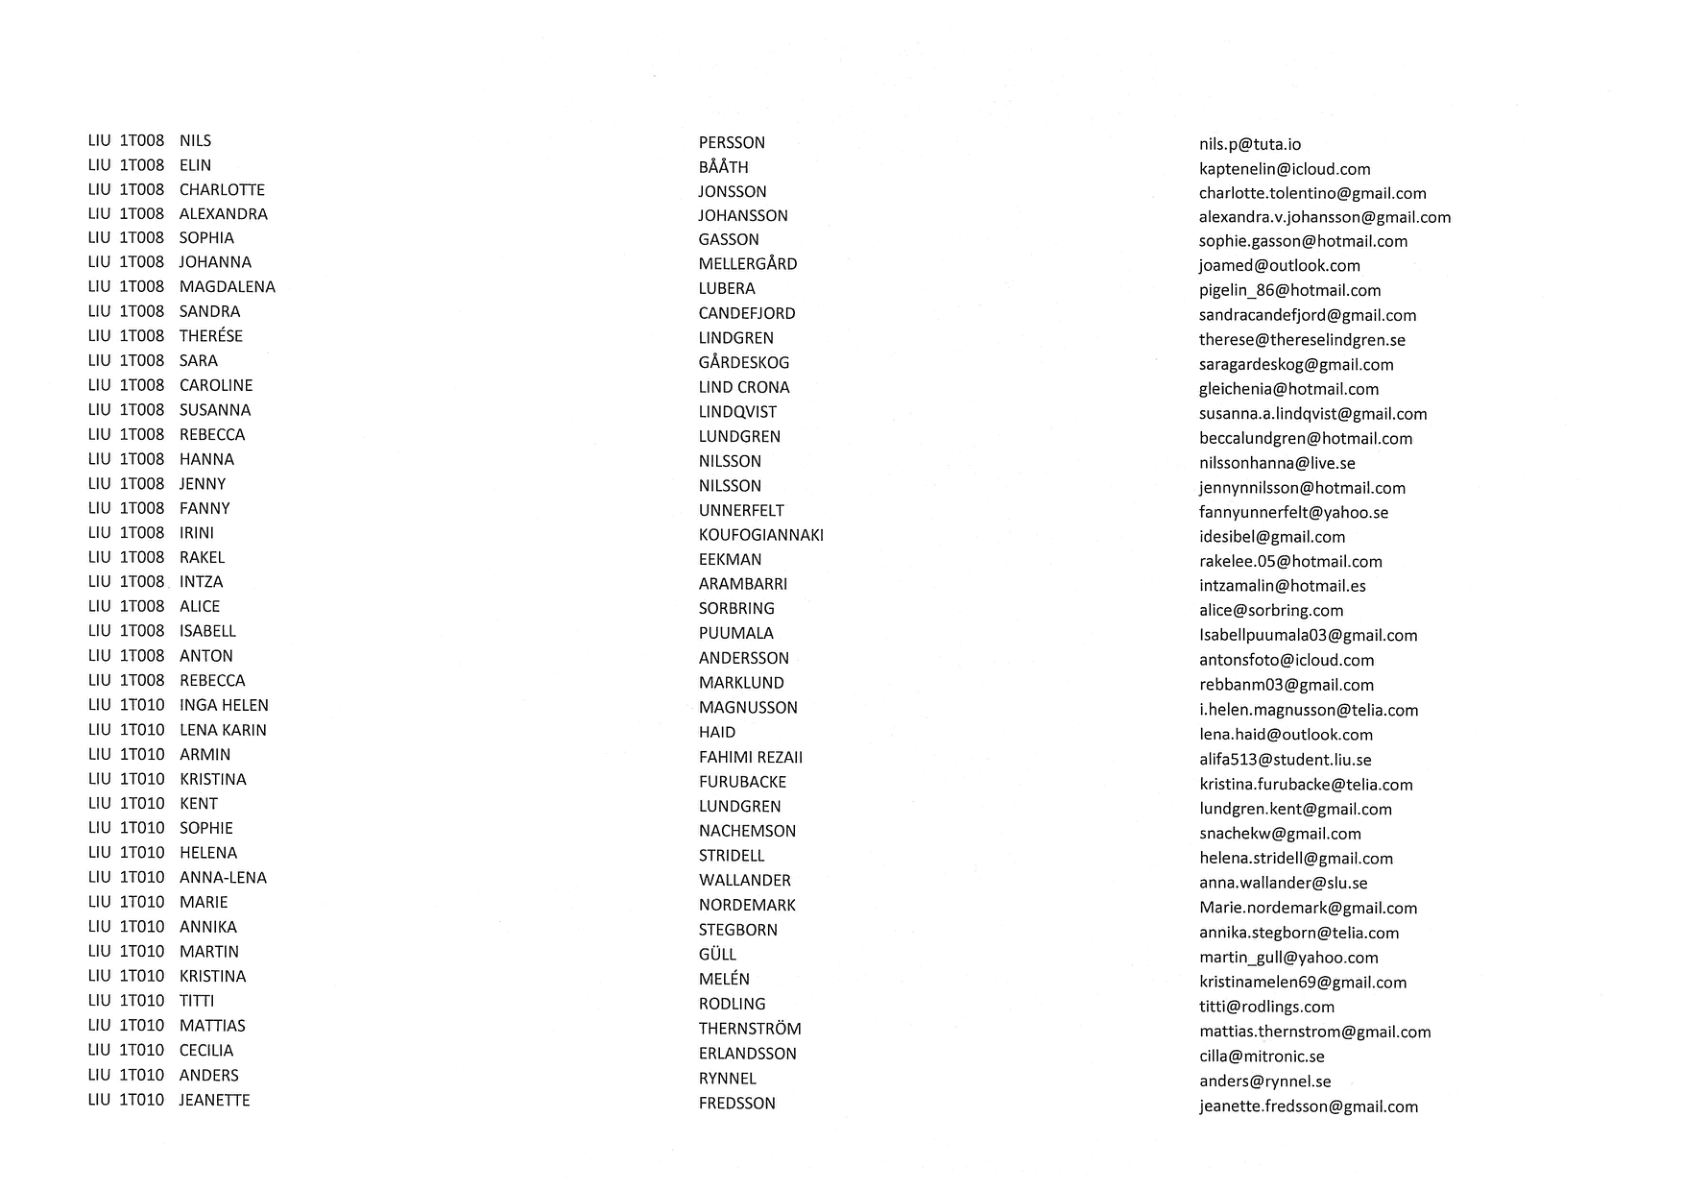 LIU 1T008 NILS PERSSON nils.p@tuta.io
LIU 1T008 ELIN BÅÅTH kaptenelin@icloud.com
LIU 1T008 CHARLOTTE JONSSON charlotte.tolentino@gmail.com
LIU 1T008 ALEXANDRA JOHANSSON alexandra.v.johansson@gmail.com
LIU 1T008 SOPHIA GASSON sophie.gasson@hotmail.com
LIU 1T008 JOHANNA MELLERGÅRD joamed@outlook.com
LIU 1T008 MAGDALENA LUBERA pigelin_86@hotmail.com
LIU 1T008 SANDRA CANDEFJORD sandracandefjord@gmail.com
LIU 1T008 THERÉSE LINDGREN therese@thereselindgren.se
LIU 1T008 SARA GÅRDESKOG saragardeskog@gmail.com
LIU 1T008 CAROLINE LIND CRONA gleichenia@hotmail.com
LIU 1T008 SUSANNA LINDQVIST susanna.a.lindqvist@gmail.com
LIU 1T008 REBECCA LUNDGREN beccalundgren@hotmail.com
LIU 1T008 HANNA NILSSON nilssonhanna@live.se
LIU 1T008 JENNY NILSSON jennynnilsson@hotmail.com
LIU 1T008 FANNY UNNERFELT fannyunnerfelt@yahoo.se
LIU 1T008 IRINI KOUFOGIANNAKI idesibel@gmail.com
LIU 1T008 RAKEL EEKMAN rakelee.05@hotmail.com
LIU 1T008 INTZA ARAMBARRI intzamalin@hotmail.es
LIU 1T008 ALICE SORBRING alice@sorbring.com
LIU 1T008 ISABELL PUUMALA Isabellpuumala03@gmail.com
LIU 1T008 ANTON ANDERSSON antonsfoto@icloud.com
LIU 1T008 REBECCA MARKLUND rebbanm03@gmail.com
LIU 1T010 INGA HELEN MAGNUSSON i.helen.magnusson@telia.com
LIU 1T010 LENA KARIN HAID lena.haid@outlook.com
LIU 1T010 ARMIN FAHIMI REZAII alifa513@student.liu.se
LIU 1T010 KRISTINA FURUBACKE kristina.furubacke@telia.com
LIU 1T010 KENT LUNDGREN lundgren.kent@gmail.com
LIU 1T010 SOPHIE NACHEMSON snachekw@gmail.com
LIU 1T010 HELENA STRIDELL helena.stridell@gmail.com
LIU 1T010 ANNA-LENA WALLANDER anna.wallander@slu.se
LIU 1T010 MARIE NORDEMARK Marie.nordemark@gmail.com
LIU 1T010 ANNIKA STEGBORN annika.stegborn@telia.com
LIU 1T010 MARTIN GÜLL martin_gull@yahoo.com
LIU 1T010 KRISTINA MELÉN kristinamelen69@gmail.com
LIU 1T010 TITTI RODLING titti@rodlings.com
LIU 1T010 MATTIAS THERNSTRÖM mattias.thernstrom@gmail.com
LIU 1T010 CECILIA ERLANDSSON cilla@mitronic.se
LIU 1T010 ANDERS RYNNEL anders@rynnel.se
LIU 1T010 JEANETTE FREDSSON jeanette.fredsson@gmail.com